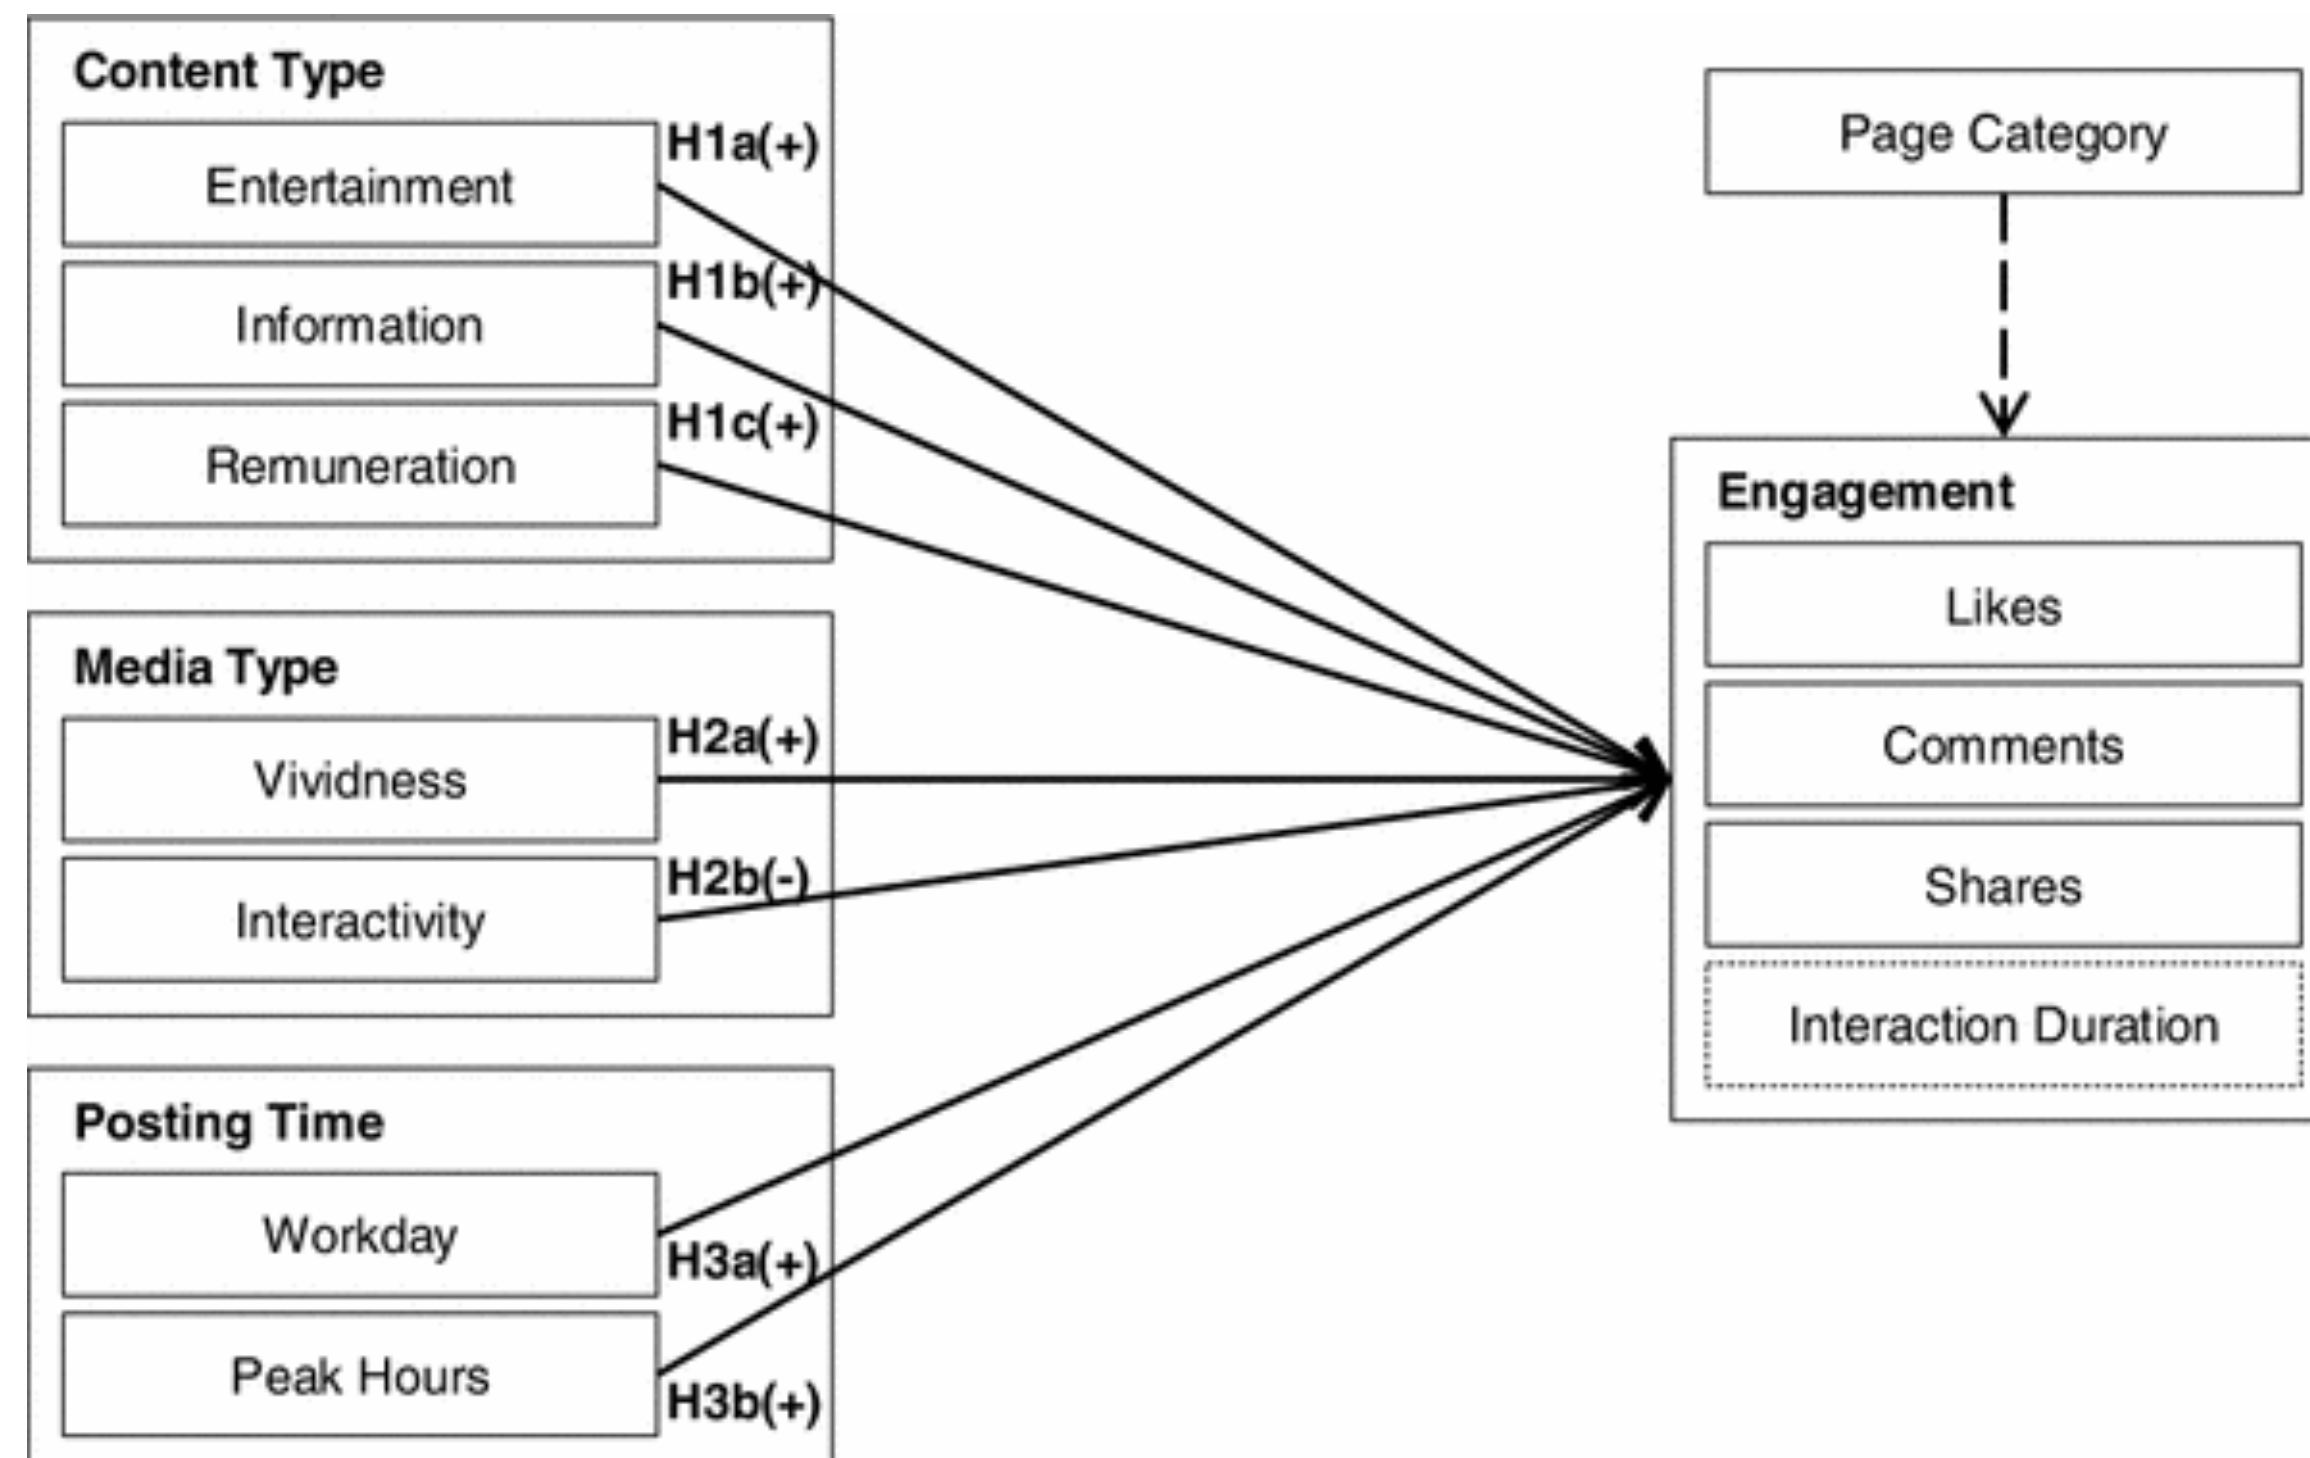 Content Type
Entertainment
H1a(+)
Information
H1b(+)
Remuneration
H1c(+)
Media Type
Vividness
H2a(+)
Interactivity
H2b(-)
Posting Time
Workday
H3a(+)
Peak Hours
H3b(+)
Page Category
Engagement
Likes
Comments
Shares
Interaction Duration